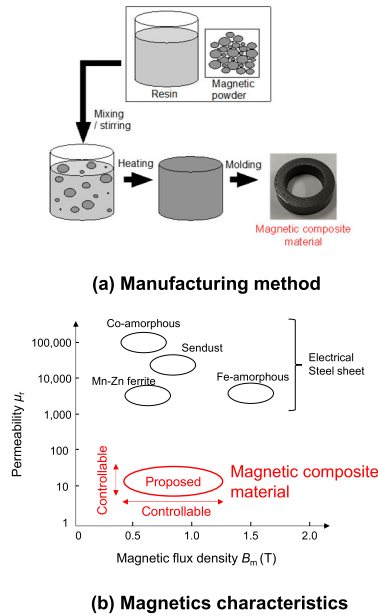 Resin
Magnetic
powder
Mixing
/ stirring
Heating
Molding
Magnetic composite
material
(a) Manufacturing method
Co-amorphous
100,000
Sendust
Electrical
Steel sheet
10,000
Mn-Zn ferrite
Fe-amorphous
1,000
Permeability μr
100
Controllable
10
Proposed
Magnetic composite
material
Controllable
1
0
0.5
1.0
1.5
2.0
Magnetic flux density Bm (T)
(b) Magnetics characteristics